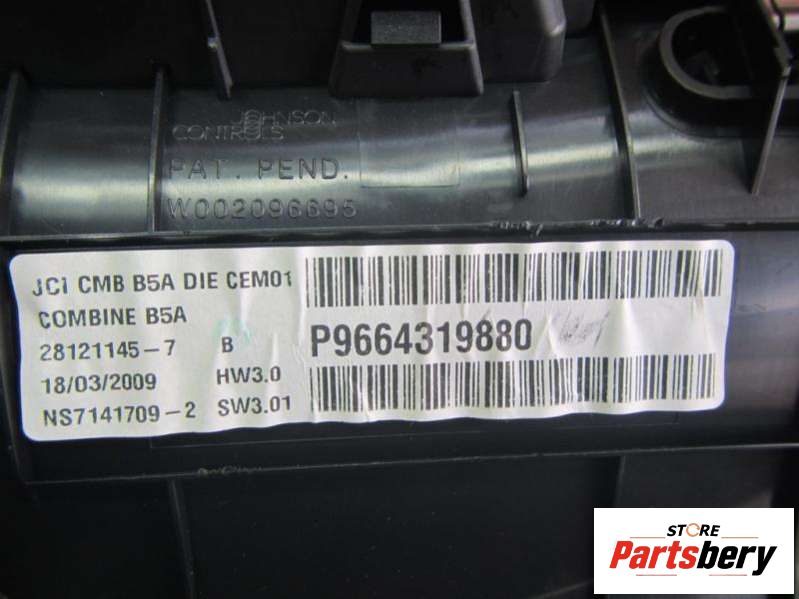 JOHNSON
CONTROLS
PAT. PEND.
W002096695
JCI CMB B5A DIE CEM01
COMBINE B5A
28121145-7 B
18/03/2009 HW3.0
NS7141709-2 SW3.01
P9664319880
STORE
Partsbery